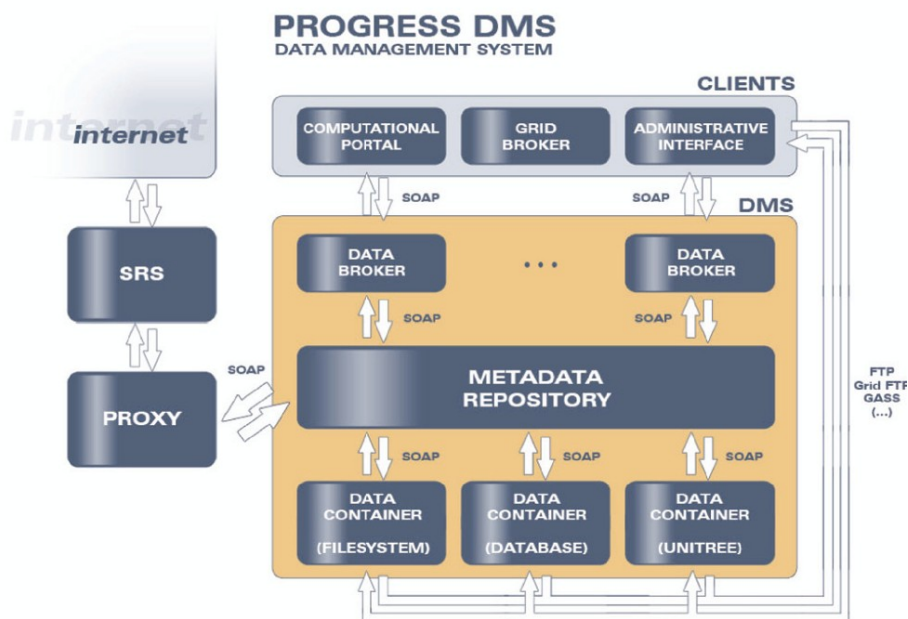 PROGRESS DMS
DATA MANAGEMENT SYSTEM
internet
internet
CLIENTS
COMPUTATIONAL
PORTAL
GRID
BROKER
ADMINISTRATIVE
INTERFACE
SOAP
SOAP
DMS
SRS
DATA
BROKER
...
DATA
BROKER
SOAP
SOAP
PROXY
SOAP
METADATA
REPOSITORY
FTP
Grid FTP
GASS
(...)
SOAP
SOAP
SOAP
DATA
CONTAINER
(FILESYSTEM)
DATA
CONTAINER
(DATABASE)
DATA
CONTAINER
(UNITREE)